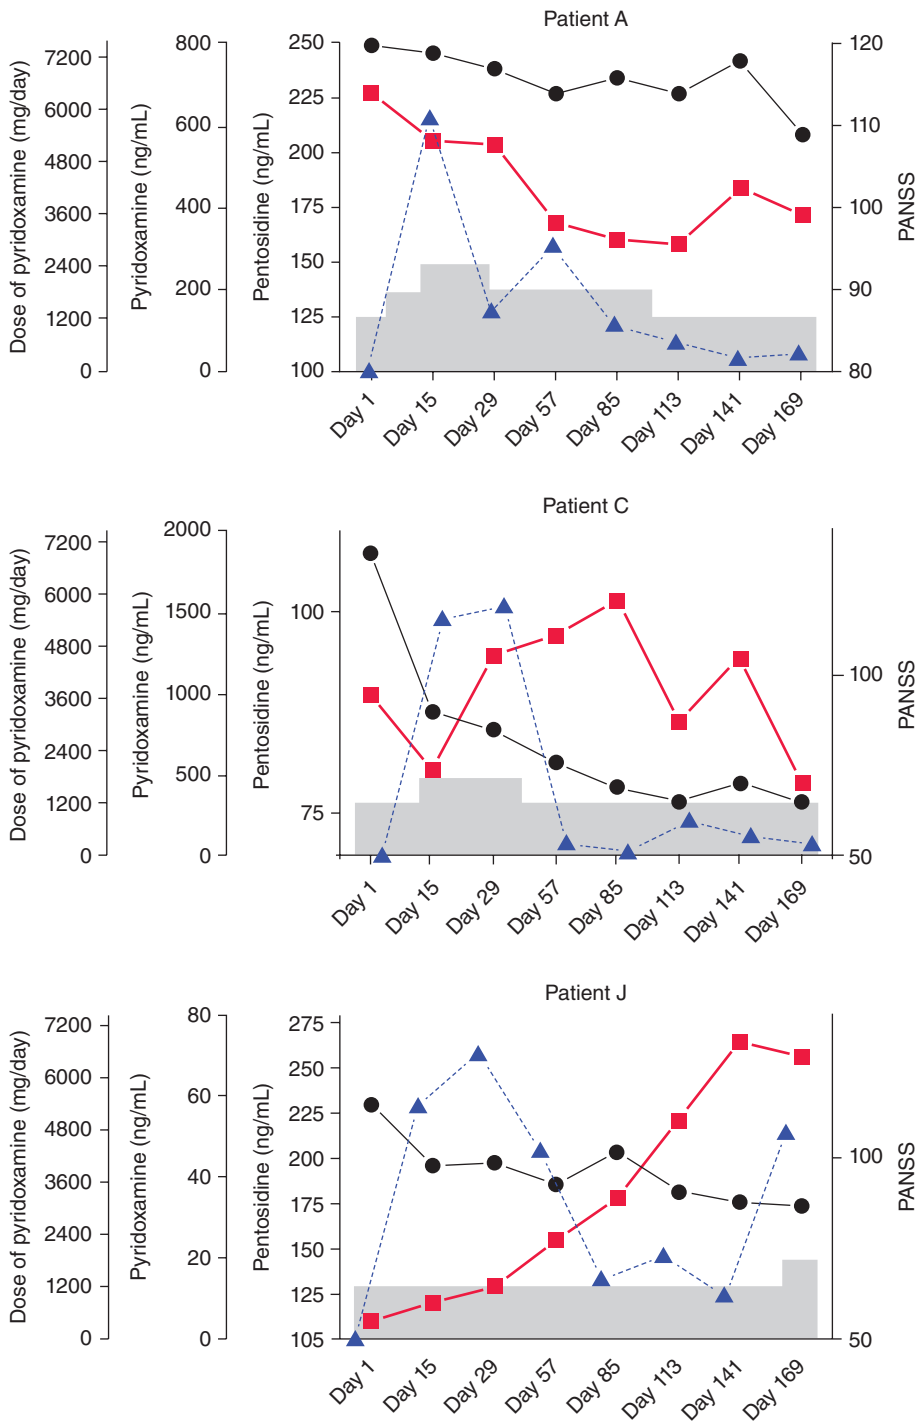 Patient A
Dose of pyridoxamine (mg/day)
7200
6000
4800
3600
2400
1200
0
Pyridoxamine (ng/mL)
800
600
400
200
0
Pentosidine (ng/mL)
250
225
200
175
150
125
100
120
110
100
90
80
PANSS
Day 1
Day 15
Day 29
Day 57
Day 85
Day 113
Day 141
Day 169
Patient C
Dose of pyridoxamine (mg/day)
7200
6000
4800
3600
2400
1200
0
Pyridoxamine (ng/mL)
2000
1500
1000
500
0
Pentosidine (ng/mL)
100
75
100
50
PANSS
Day 1
Day 15
Day 29
Day 57
Day 85
Day 113
Day 141
Day 169
Patient J
Dose of pyridoxamine (mg/day)
7200
6000
4800
3600
2400
1200
0
Pyridoxamine (ng/mL)
80
60
40
20
0
Pentosidine (ng/mL)
275
250
225
200
175
150
125
105
100
50
PANSS
Day 1
Day 15
Day 29
Day 57
Day 85
Day 113
Day 141
Day 169